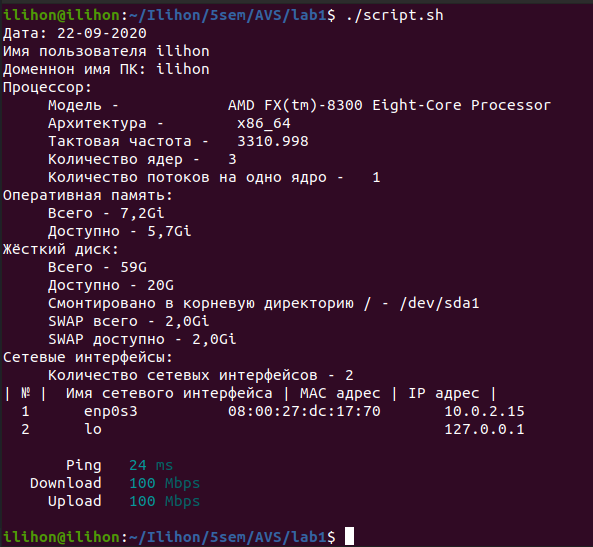 ilihon@ilihon:~/Ilihon/5sem/AVS/lab1$ ./script.sh
Дата: 22-09-2020
Имя пользователя ilihon
Доменнон имя ПК: ilihon
Процессор:
Модель - AMD FX(tm)-8300 Eight-Core Processor
Архитектура - x86_64
Тактовая частота - 3310.998
Количество ядер - 3
Количество потоков на одно ядро - 1
Оперативная память:
Всего - 7,2Gi
Доступно - 5,7Gi
Жёсткий диск:
Всего - 59G
Доступно - 20G
Смонтировано в корневую директорию / - /dev/sda1
SWAP всего - 2,0Gi
SWAP доступно - 2,0Gi
Сетевые интерфейсы:
Количество сетевых интерфейсов - 2
| № | Имя сетевого интерфейса | MAC адрес | IP адрес |
1 enp0s3 08:00:27:dc:17:70 10.0.2.15
2 lo 127.0.0.1
Ping 24 ms
Download 100 Mbps
Upload 100 Mbps
ilihon@ilihon:~/Ilihon/5sem/AVS/lab1$